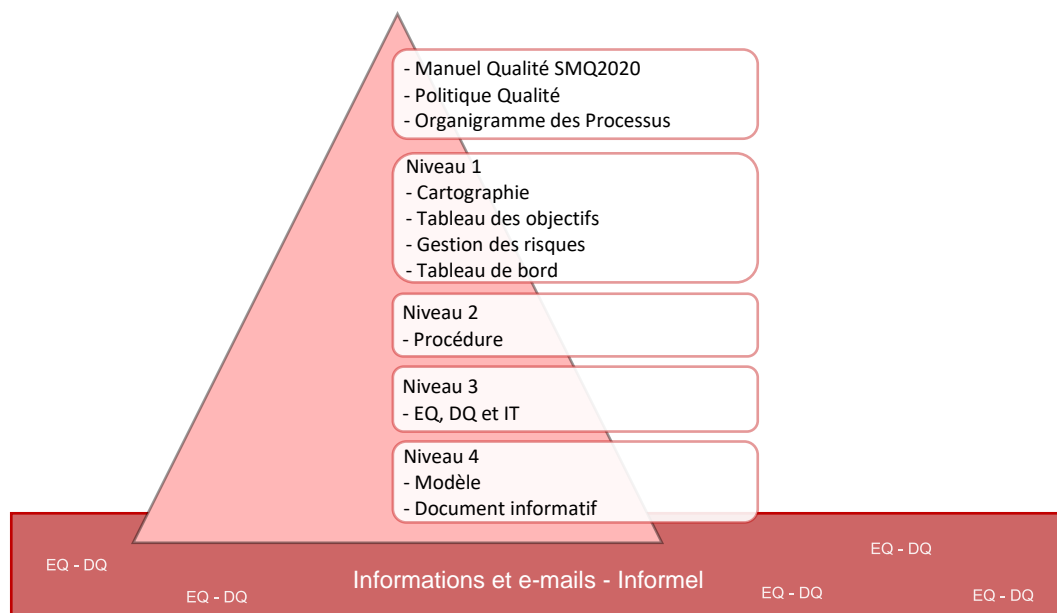 - Manuel Qualité SMQ2020
- Politique Qualité
- Organigramme des Processus
Niveau 1
- Cartographie
- Tableau des objectifs
- Gestion des risques
- Tableau de bord
Niveau 2
- Procédure
Niveau 3
- EQ, DQ et IT
Niveau 4
- Modèle
- Document informatif
EQ - DQ
EQ - DQ
Informations et e-mails - Informel
EQ - DQ
EQ - DQ
EQ - DQ